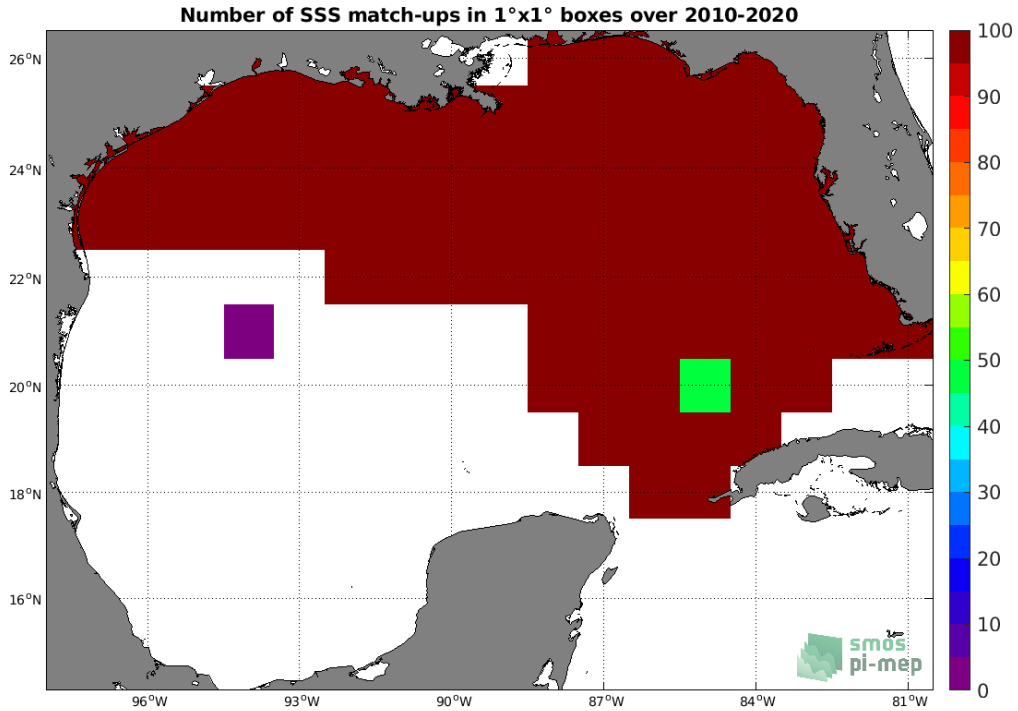 Number of SSS match-ups in 1°x1° boxes over 2010-2020
26°N
24°N
22°N
20°N
18°N
16°N
96°W
93°W
90°W
87°W
84°W
81°W
100
90
80
70
60
50
40
30
20
10
0
smos
pi-mep